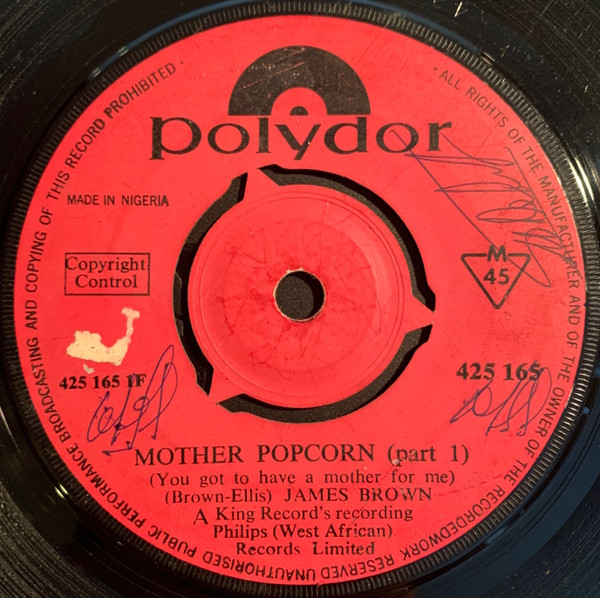 polydor
· ALL RIGHTS OF THE MANUFACTURER AND OF THE OWNER OF THE RECORDEDWORK RESERVED UNAUTHORISED PUBLIC PERFORMANCE BROADCASTING AND COPYING OF THIS RECORD PROHIBITED ·
MADE IN NIGERIA
Copyright
Control
M
45
425 165 1F
425 165
MOTHER POPCORN (part 1)
(You got to have a mother for me)
(Brown-Ellis) JAMES BROWN
A King Record's recording
Philips (West African)
Records Limited